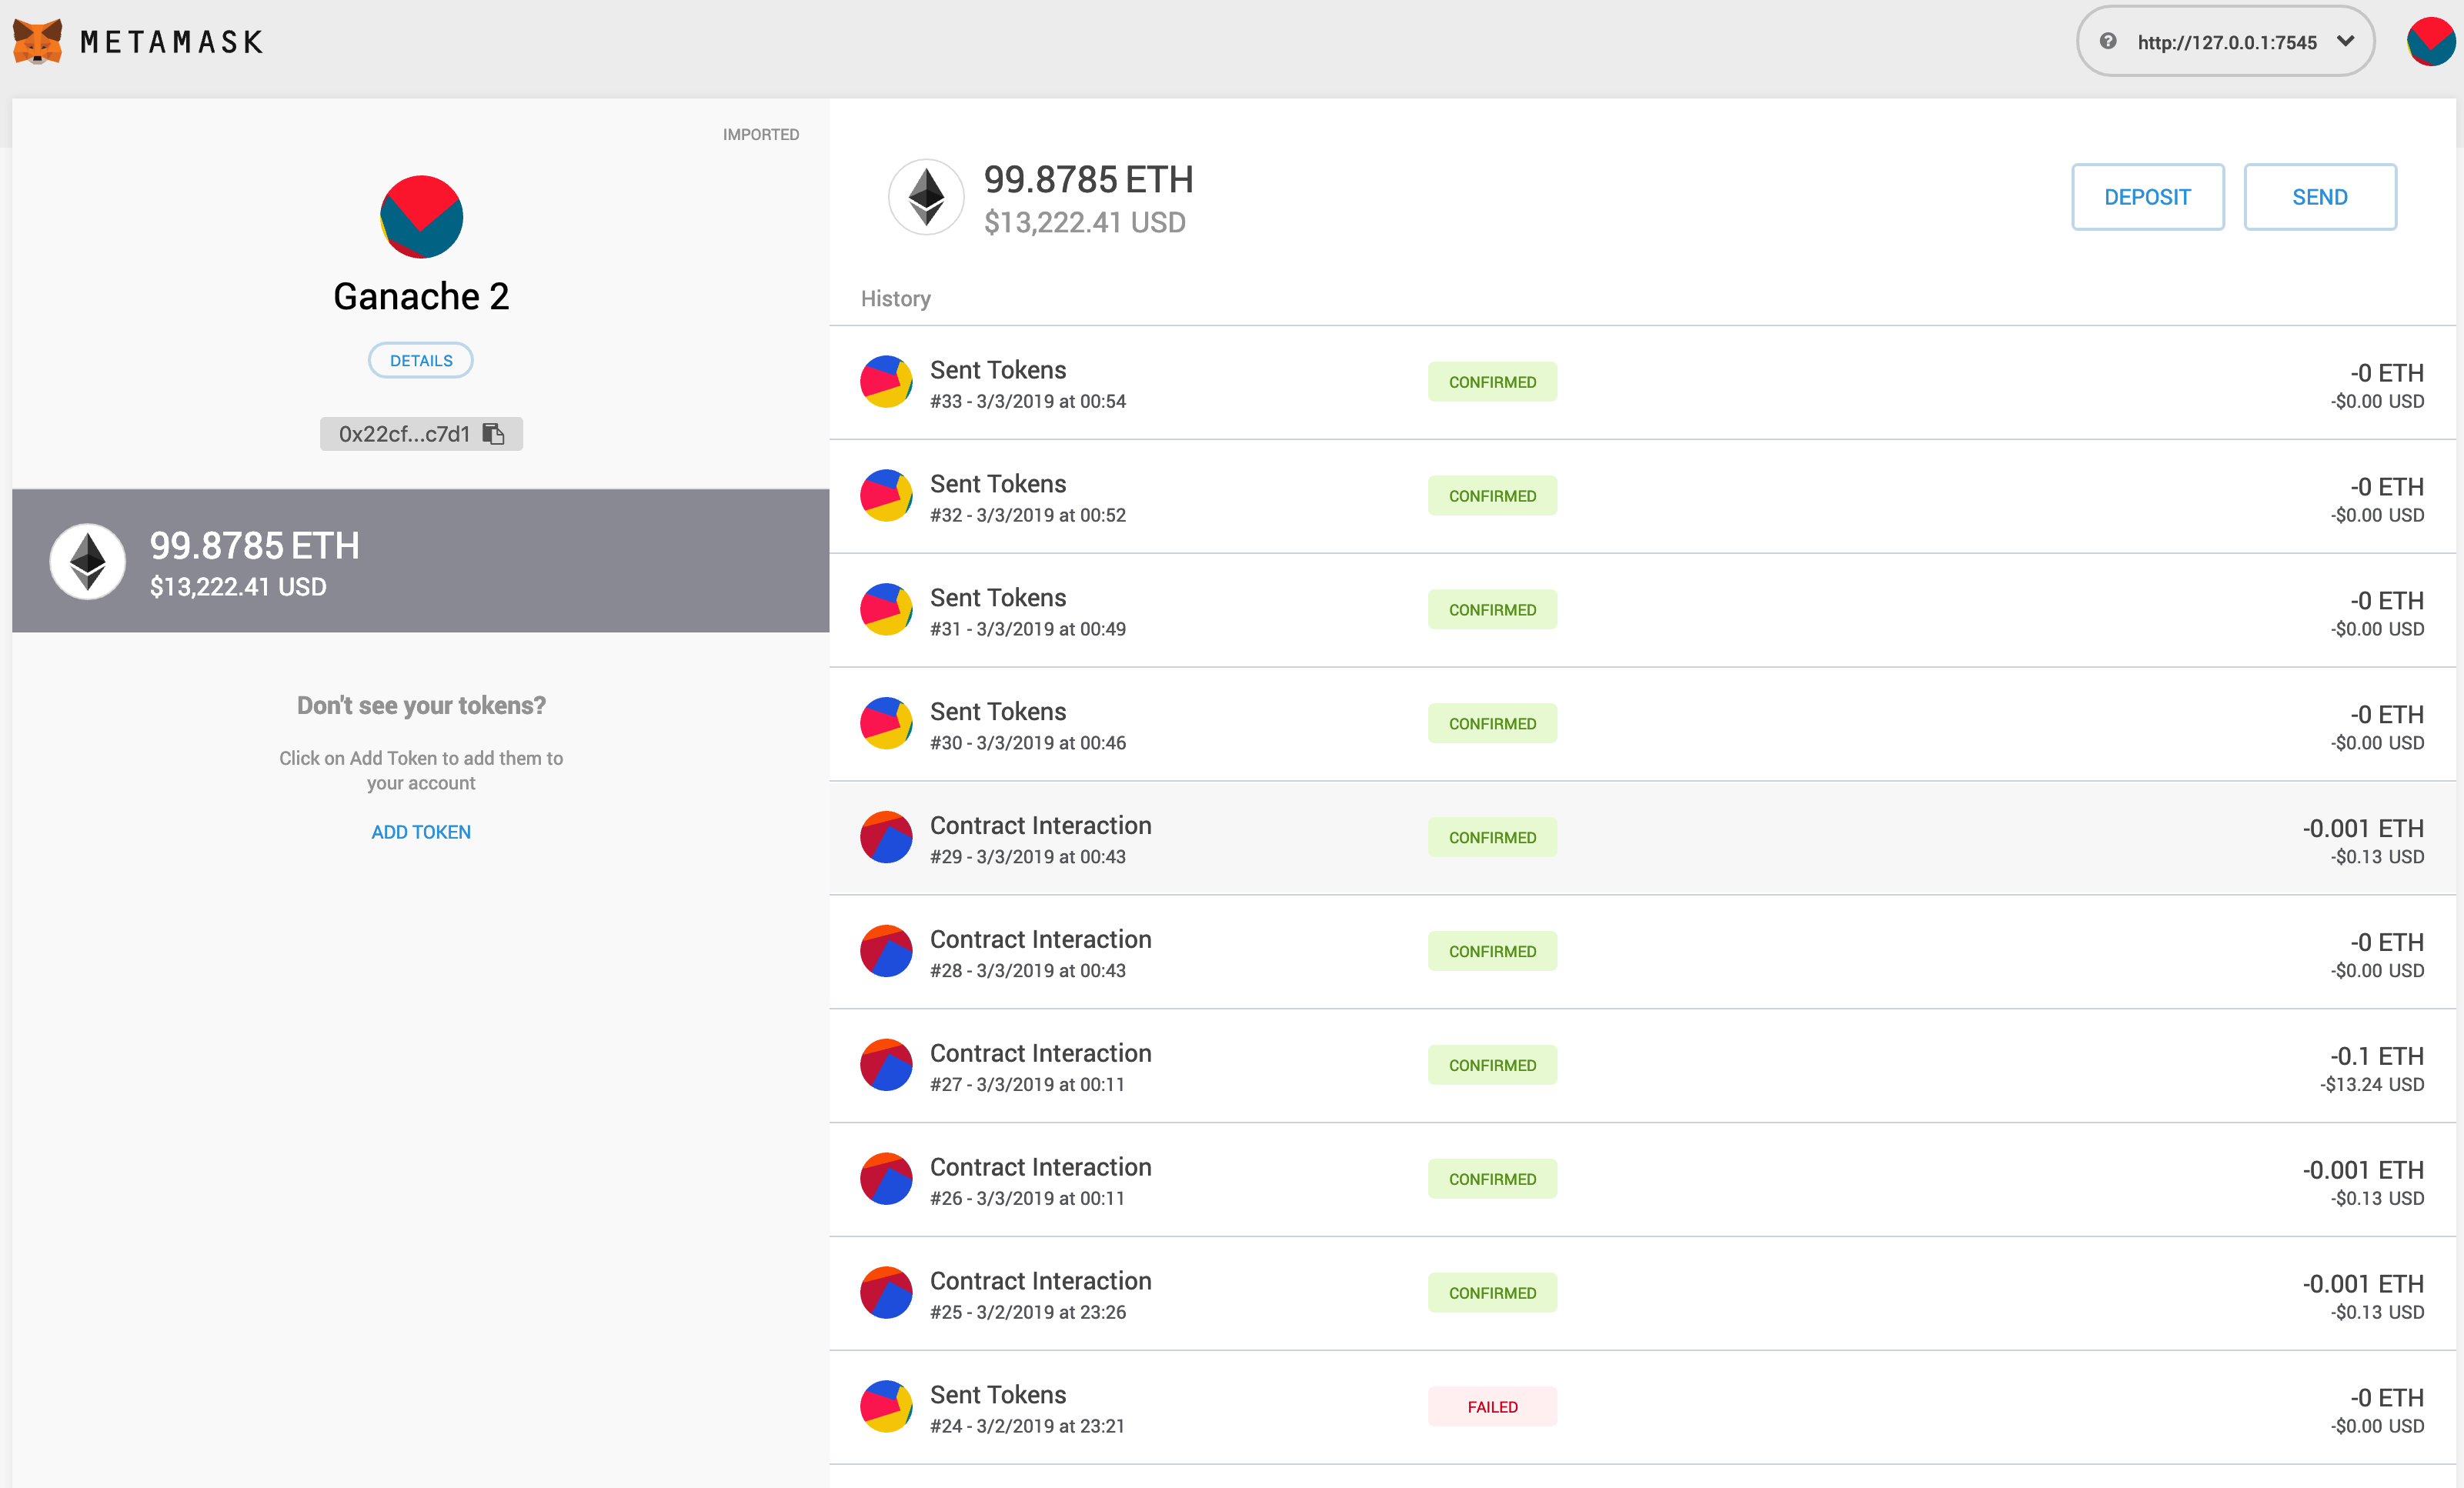 METAMASK
http://127.0.0.1:7545
IMPORTED
Ganache 2
DETAILS
0x22cf...c7d1
99.8785 ETH
$13,222.41 USD
Don't see your tokens?
Click on Add Token to add them to
your account
ADD TOKEN
99.8785 ETH
$13,222.41 USD
DEPOSIT
SEND
History
Sent Tokens
#33 - 3/3/2019 at 00:54
CONFIRMED
-0 ETH
-$0.00 USD
Sent Tokens
#32 - 3/3/2019 at 00:52
CONFIRMED
-0 ETH
-$0.00 USD
Sent Tokens
#31 - 3/3/2019 at 00:49
CONFIRMED
-0 ETH
-$0.00 USD
Sent Tokens
#30 - 3/3/2019 at 00:46
CONFIRMED
-0 ETH
-$0.00 USD
Contract Interaction
#29 - 3/3/2019 at 00:43
CONFIRMED
-0.001 ETH
-$0.13 USD
Contract Interaction
#28 - 3/3/2019 at 00:43
CONFIRMED
-0 ETH
-$0.00 USD
Contract Interaction
#27 - 3/3/2019 at 00:11
CONFIRMED
-0.1 ETH
-$13.24 USD
Contract Interaction
#26 - 3/3/2019 at 00:11
CONFIRMED
-0.001 ETH
-$0.13 USD
Contract Interaction
#25 - 3/2/2019 at 23:26
CONFIRMED
-0.001 ETH
-$0.13 USD
Sent Tokens
#24 - 3/2/2019 at 23:21
FAILED
-0 ETH
-$0.00 USD